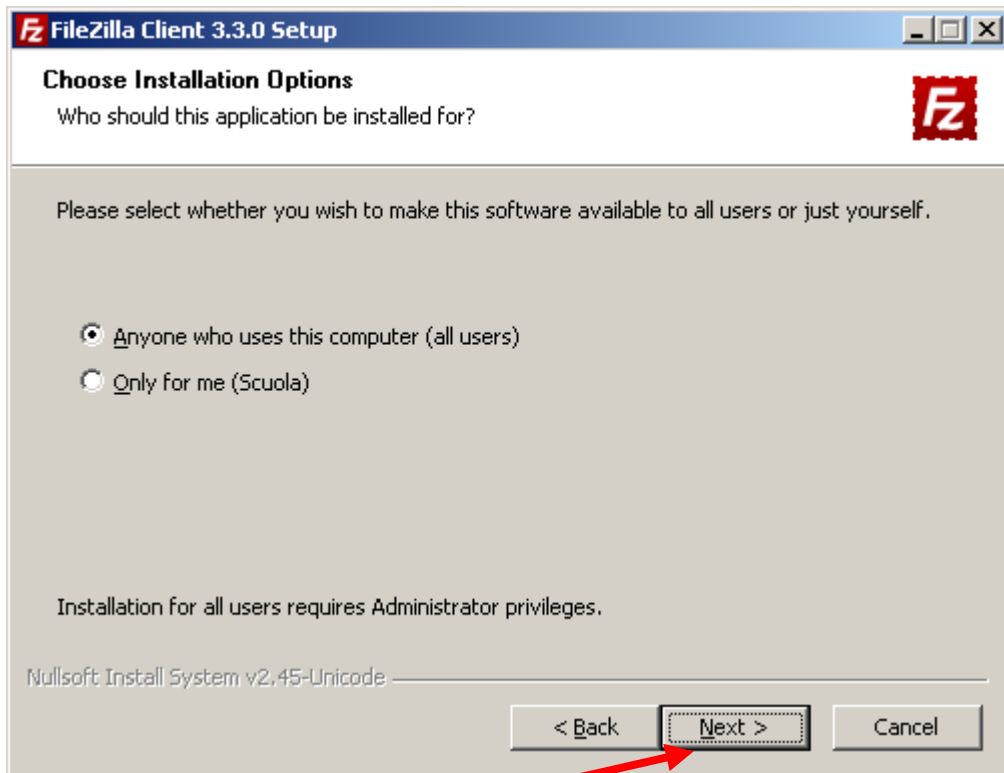 FileZilla Client 3.3.0 Setup
Choose Installation Options
Who should this application be installed for?
Fz
Please select whether you wish to make this software available to all users or just yourself.
Anyone who uses this computer (all users)
Only for me (Scuola)
Installation for all users requires Administrator privileges.
Nullsoft Install System v2.45-Unicode
< Back Next > Cancel